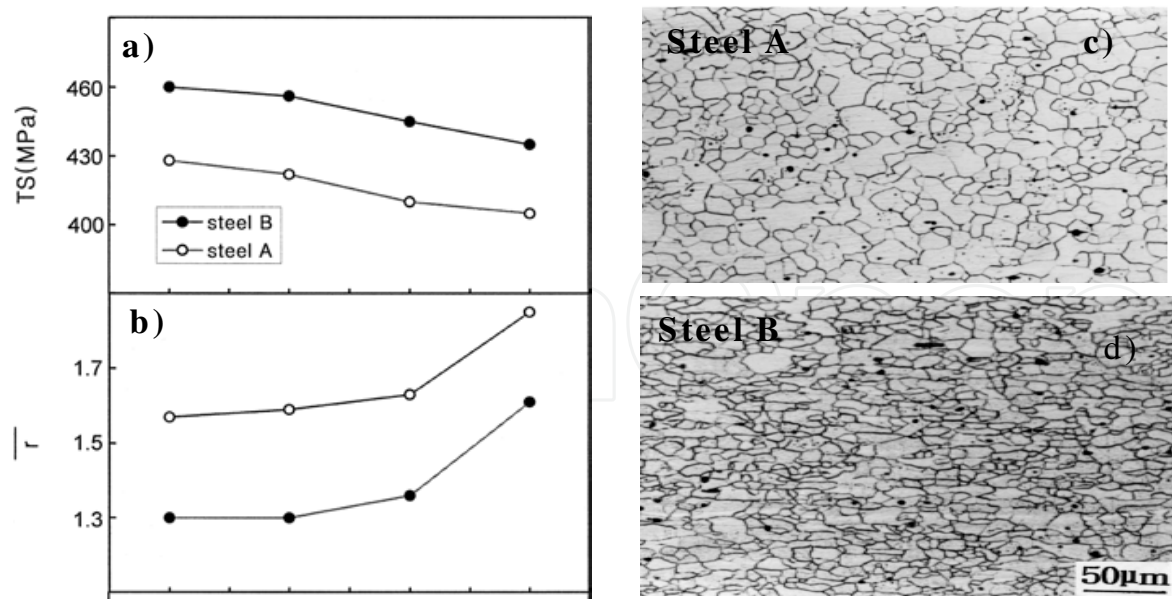 a)
TS(MPa)
460
430
400
steel B
steel A
b)
r
1.7
1.5
1.3
Steel A
c)
Steel B
d)
50μm